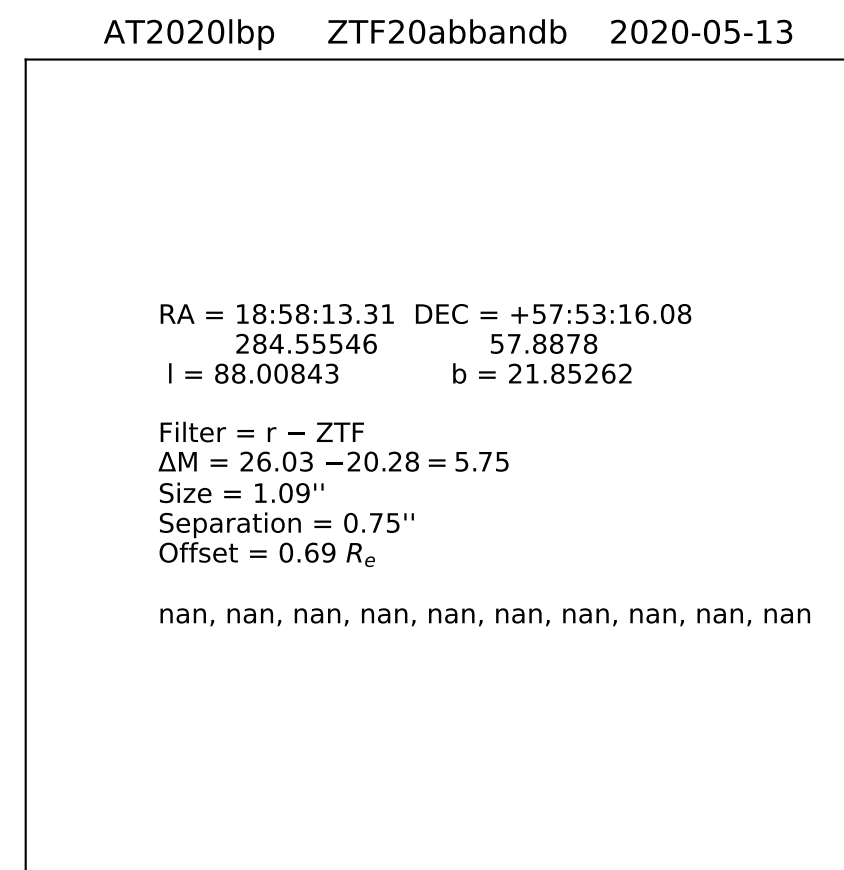 AT2020lbp ZTF20abbandb 2020-05-13
RA = 18:58:13.31 DEC = +57:53:16.08
284.55546 57.8878
l = 88.00843 b = 21.85262
Filter = r − ZTF
ΔM = 26.03 −20.28 = 5.75
Size = 1.09''
Separation = 0.75''
Offset = 0.69 Rₑ
nan, nan, nan, nan, nan, nan, nan, nan, nan, nan